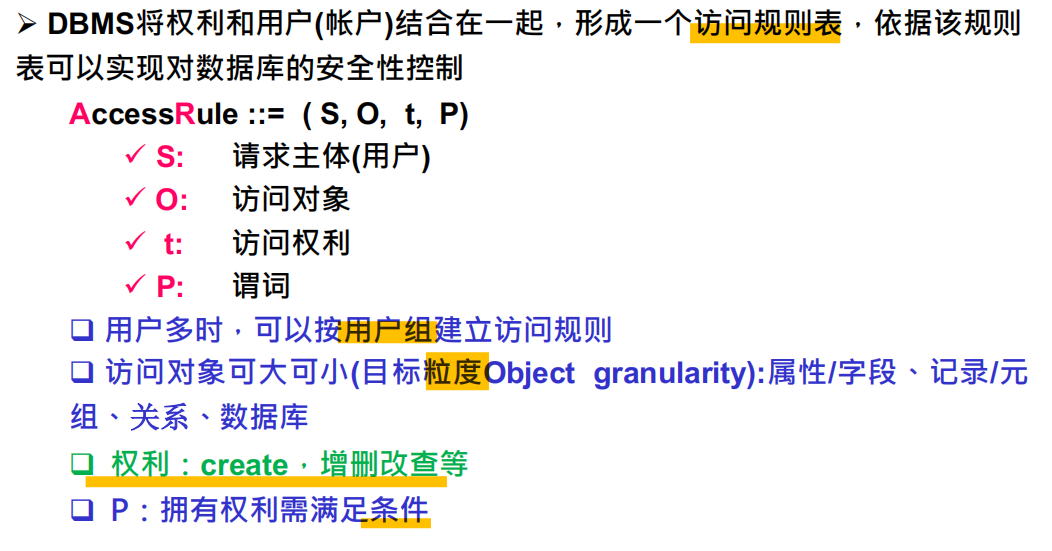 ➢ DBMS将权利和用户(帐户)结合在一起，形成一个访问规则表，依据该规则
表可以实现对数据库的安全性控制
AccessRule ::= ( S, O, t, P)
✓ S: 请求主体(用户)
✓ O: 访问对象
✓ t: 访问权利
✓ P: 谓词
❑ 用户多时，可以按用户组建立访问规则
❑ 访问对象可大可小(目标粒度Object granularity):属性/字段、记录/元
组、关系、数据库
❑ 权利：create，增删改查等
❑ P：拥有权利需满足条件